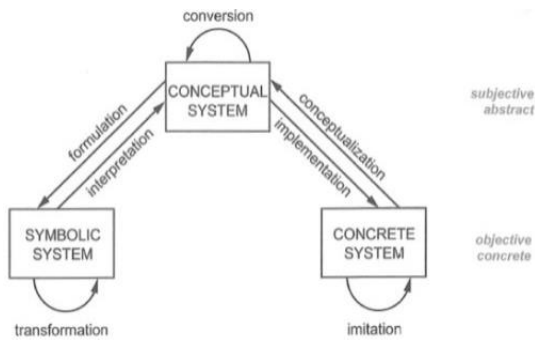 conversion
CONCEPTUAL
SYSTEM
subjective
abstract
formulation
interpretation
conceptualization
implementation
SYMBOLIC
SYSTEM
CONCRETE
SYSTEM
objective
concrete
transformation
imitation